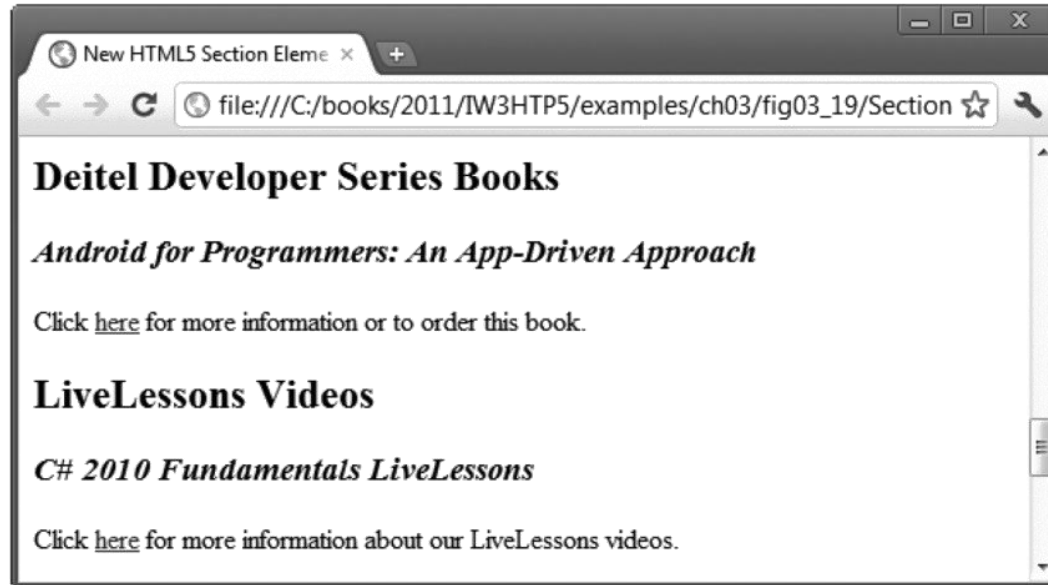 New HTML5 Section Eleme
file:///C:/books/2011/IW3HTP5/examples/ch03/fig03_19/Section
Deitel Developer Series Books
Android for Programmers: An App-Driven Approach
Click here for more information or to order this book.
LiveLessons Videos
C# 2010 Fundamentals LiveLessons
Click here for more information about our LiveLessons videos.